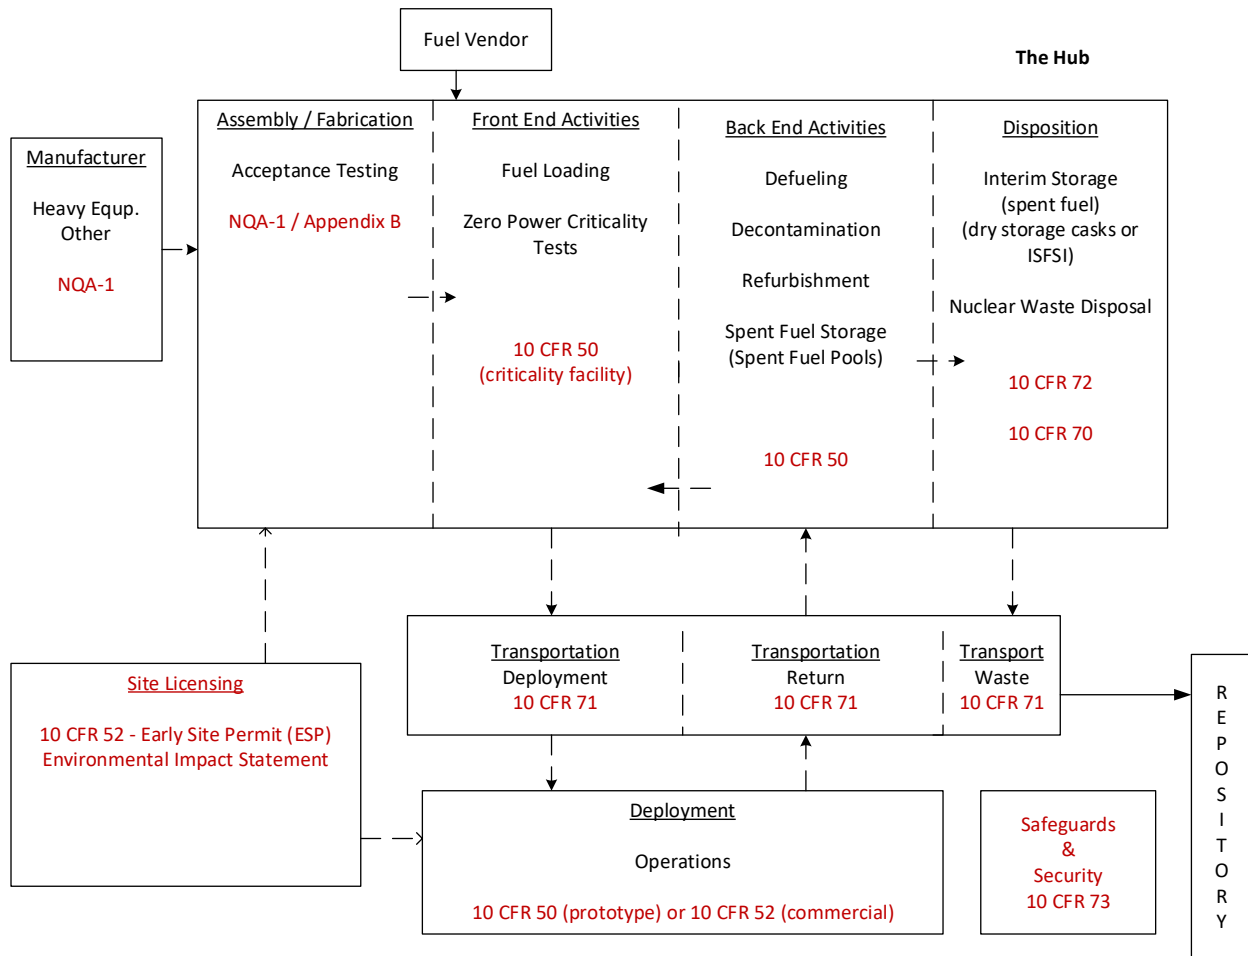 Fuel Vendor
The Hub
Manufacturer
Heavy Equp.
Other
NQA-1
Assembly / Fabrication
Acceptance Testing
NQA-1 / Appendix B
Front End Activities
Fuel Loading
Zero Power Criticality
Tests
10 CFR 50
(criticality facility)
Back End Activities
Defueling
Decontamination
Refurbishment
Spent Fuel Storage
(Spent Fuel Pools)
10 CFR 50
Disposition
Interim Storage
(spent fuel)
(dry storage casks or
ISFSI)
Nuclear Waste Disposal
10 CFR 72
10 CFR 70
Site Licensing
10 CFR 52 - Early Site Permit (ESP)
Environmental Impact Statement
Transportation
Deployment
10 CFR 71
Transportation
Return
10 CFR 71
Transport
Waste
10 CFR 71
Deployment
Operations
10 CFR 50 (prototype) or 10 CFR 52 (commercial)
Safeguards
&
Security
10 CFR 73
R
E
P
O
S
I
T
O
R
Y